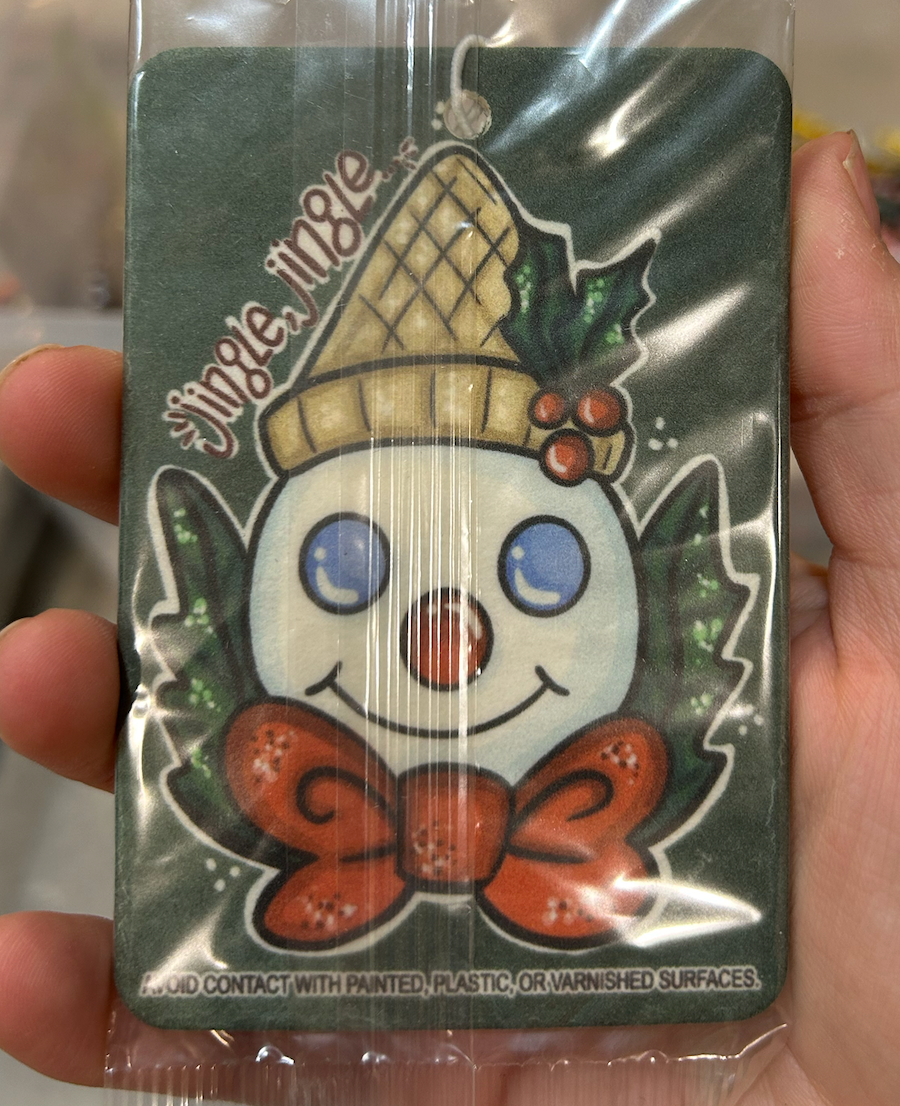 Jingle, jingle...
AVOID CONTACT WITH PAINTED, PLASTIC, OR VARNISHED SURFACES.